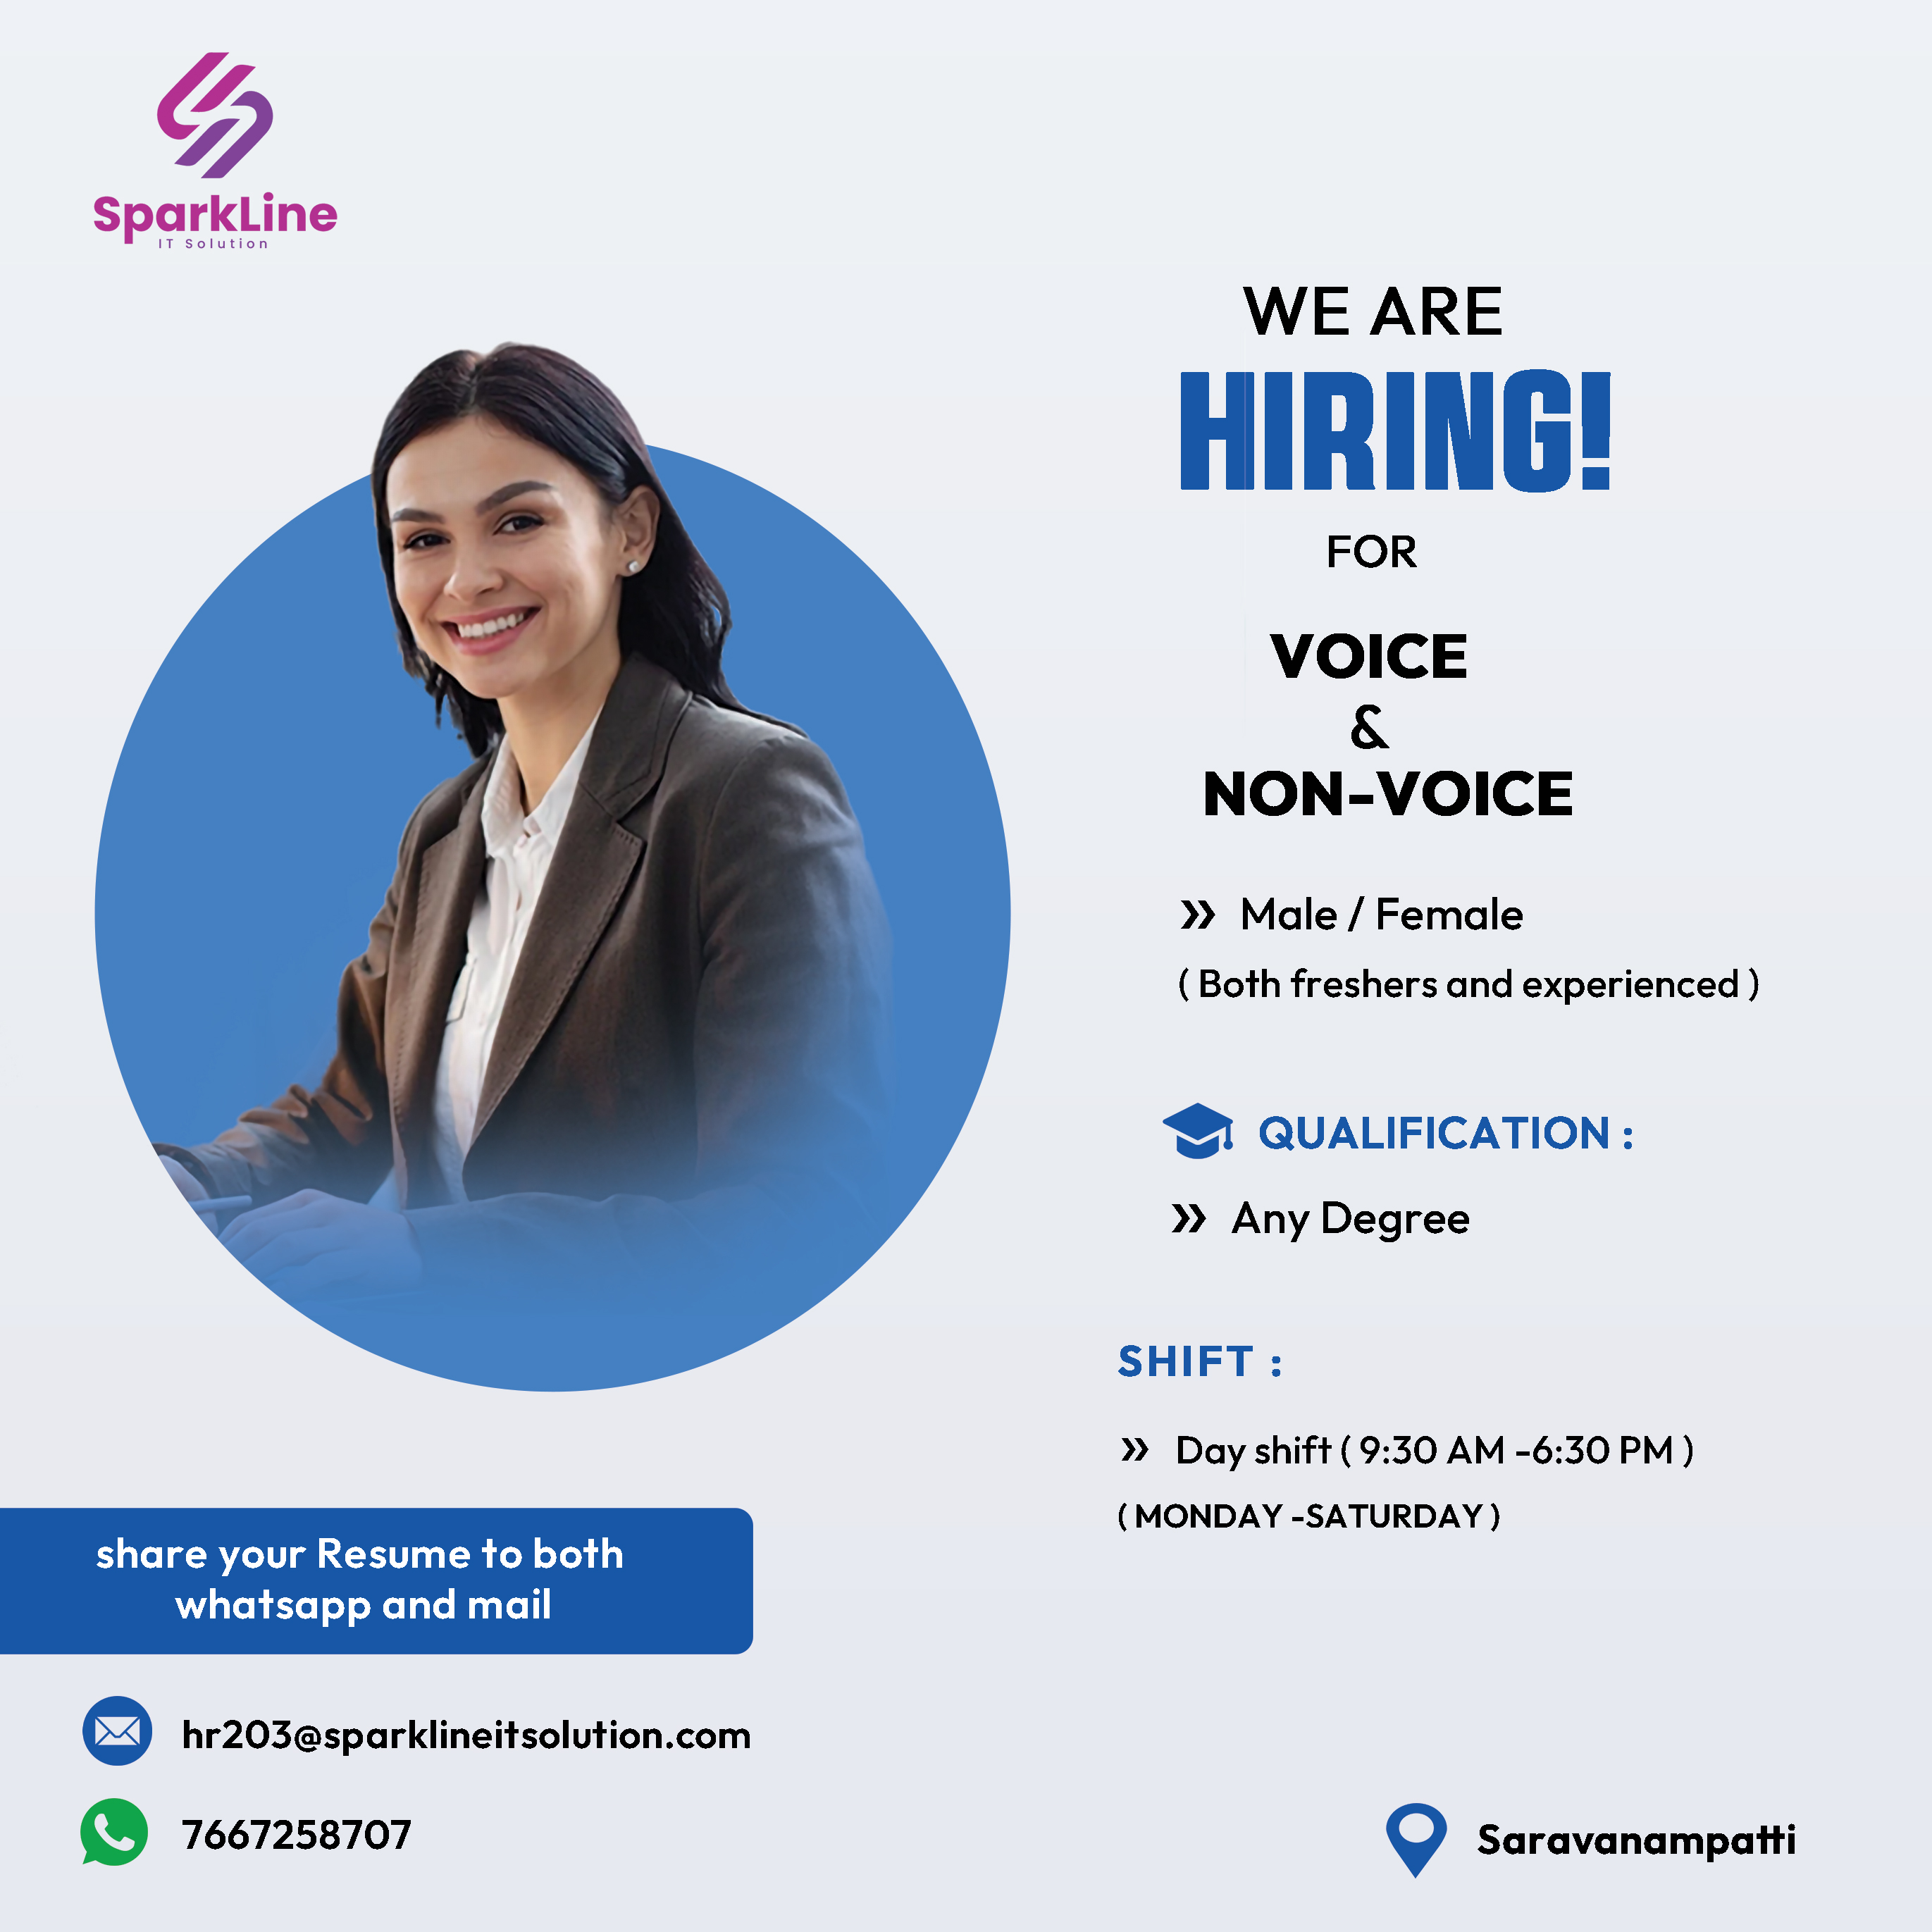 SparkLine
IT Solution
WE ARE
HIRING!
FOR
VOICE
&
NON-VOICE
» Male / Female
( Both freshers and experienced )
QUALIFICATION :
» Any Degree
SHIFT :
» Day shift ( 9:30 AM -6:30 PM )
( MONDAY -SATURDAY )
share your Resume to both
whatsapp and mail
hr203@sparklineitsolution.com
7667258707
Saravanampatti